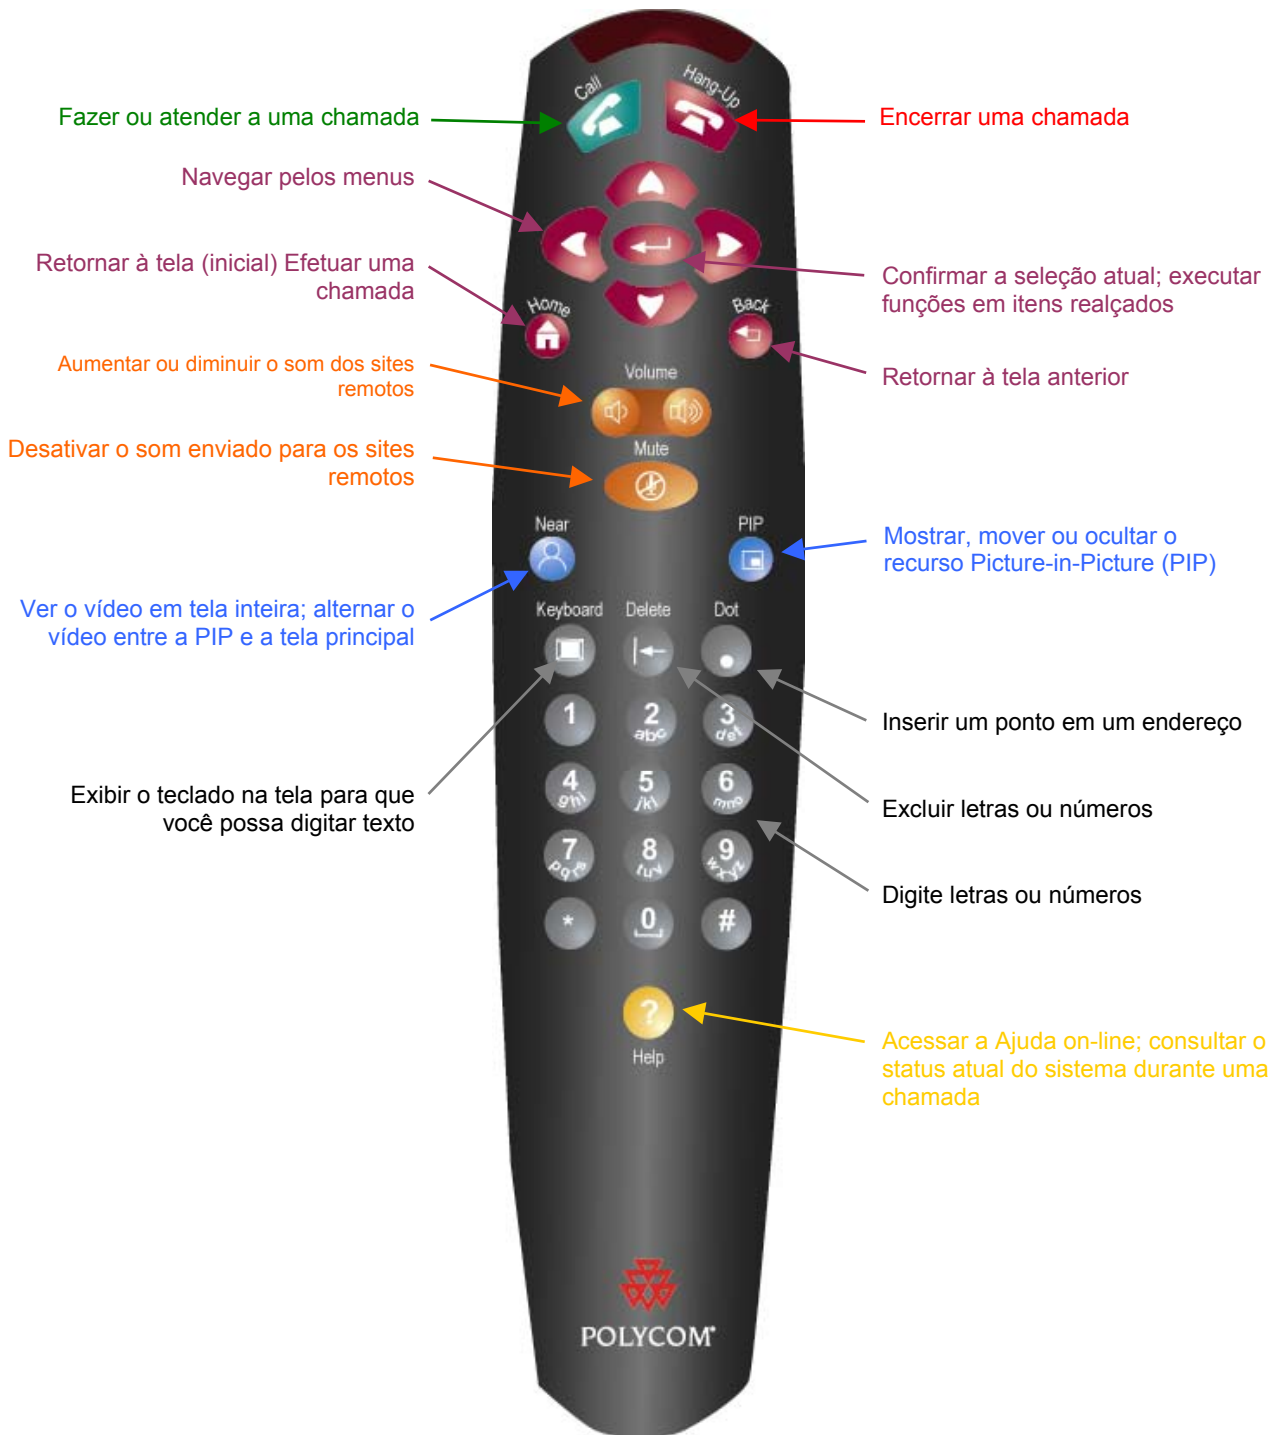 Call
Hang-Up
Fazer ou atender a uma chamada
Encerrar uma chamada
Navegar pelos menus
Retornar à tela (inicial) Efetuar uma
chamada
Confirmar a seleção atual; executar
funções em itens realçados
Home
Back
Aumentar ou diminuir o som dos sites
remotos
Volume
Retornar à tela anterior
Desativar o som enviado para os sites
remotos
Mute
Near
PIP
Mostrar, mover ou ocultar o
recurso Picture-in-Picture (PIP)
Ver o vídeo em tela inteira; alternar o
vídeo entre a PIP e a tela principal
Keyboard Delete Dot
1 2 3
abc def
Inserir um ponto em um endereço
Exibir o teclado na tela para que
você possa digitar texto
4 5 6
ghi jkl mno
Excluir letras ou números
7 8 9
pqrs tuv wxyz
Digite letras ou números
* 0 #
?
Help
Acessar a Ajuda on-line; consultar o
status atual do sistema durante uma
chamada
POLYCOM®